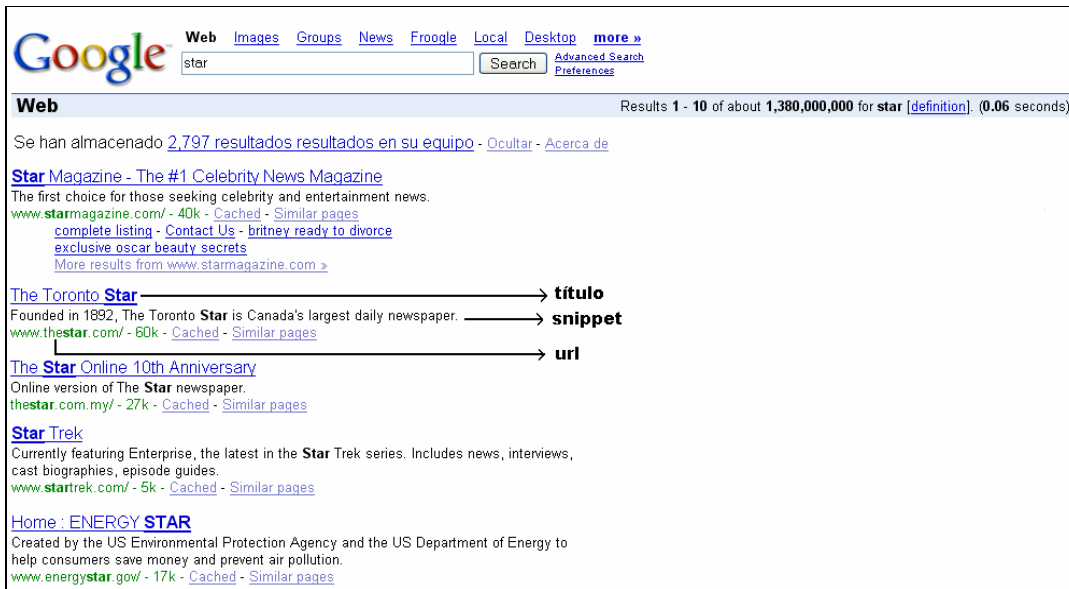 Google™ Web Images Groups News Froogle Local Desktop more »
star Search Advanced Search
Preferences
Web Results 1 - 10 of about 1,380,000,000 for star [definition]. (0.06 seconds)
Se han almacenado 2,797 resultados resultados en su equipo - Ocultar - Acerca de
Star Magazine - The #1 Celebrity News Magazine
The first choice for those seeking celebrity and entertainment news.
www.starmagazine.com/ - 40k - Cached - Similar pages
complete listing - Contact Us - britney ready to divorce
exclusive oscar beauty secrets
More results from www.starmagazine.com »
The Toronto Star título
Founded in 1892, The Toronto Star is Canada's largest daily newspaper. snippet
www.thestar.com/ - 60k - Cached - Similar pages
url
The Star Online 10th Anniversary
Online version of The Star newspaper.
thestar.com.my/ - 27k - Cached - Similar pages
Star Trek
Currently featuring Enterprise, the latest in the Star Trek series. Includes news, interviews,
cast biographies, episode guides.
www.startrek.com/ - 5k - Cached - Similar pages
Home : ENERGY STAR
Created by the US Environmental Protection Agency and the US Department of Energy to
help consumers save money and prevent air pollution.
www.energystar.gov/ - 17k - Cached - Similar pages